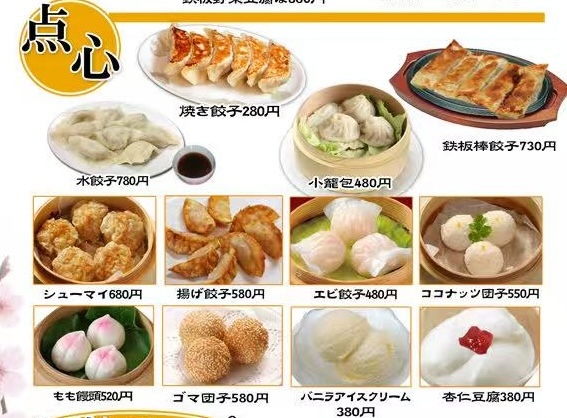 点心
焼き餃子280円
鉄板棒餃子730円
水餃子780円
小籠包480円
シューマイ680円
揚げ餃子580円
エビ餃子480円
ココナッツ団子550円
もも饅頭520円
ゴマ団子580円
バニラアイスクリーム
380円
杏仁豆腐380円